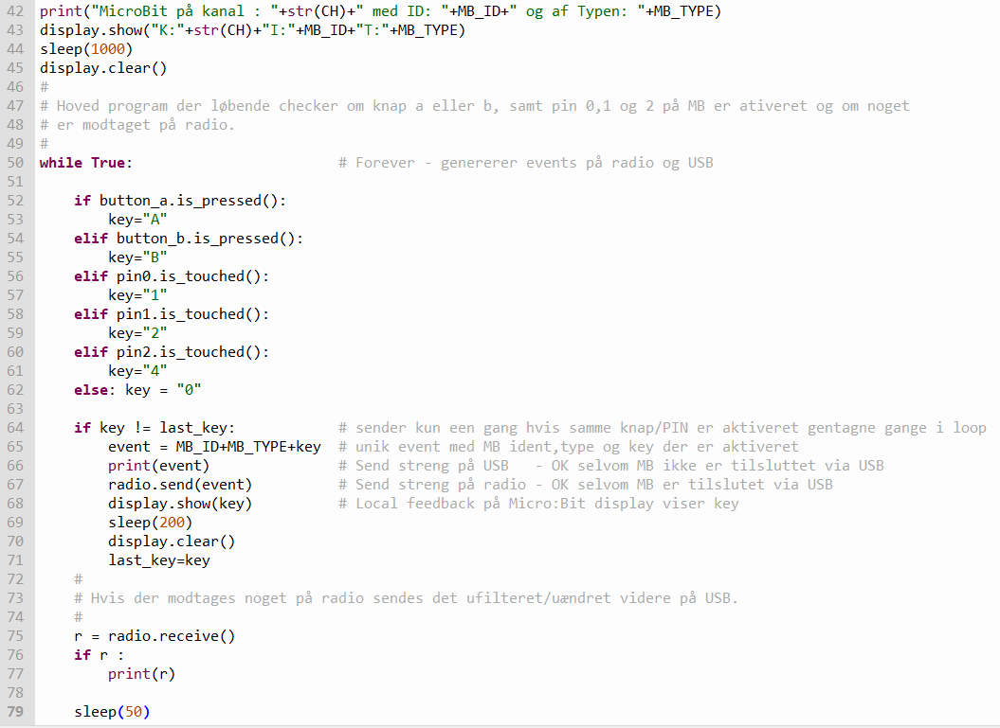 42 print("MicroBit på kanal : "+str(CH)+" med ID: "+MB_ID+" og af Typen: "+MB_TYPE)
43 display.show("K:"+str(CH)+"I:"+MB_ID+"T:"+MB_TYPE)
44 sleep(1000)
45 display.clear()
46 #
47 # Hoved program der løbende checker om knap a eller b, samt pin 0,1 og 2 på MB er ativeret og om noget
48 # er modtaget på radio.
49 #
50 while True:                        # Forever - genererer events på radio og USB
51
52     if button_a.is_pressed():
53         key="A"
54     elif button_b.is_pressed():
55         key="B"
56     elif pin0.is_touched():
57         key="1"
58     elif pin1.is_touched():
59         key="2"
60     elif pin2.is_touched():
61         key="4"
62     else: key = "0"
63
64     if key != last_key:            # sender kun een gang hvis samme knap/PIN er aktiveret gentagne gange i loop
65         event = MB_ID+MB_TYPE+key  # unik event med MB ident,type og key der er aktiveret
66         print(event)               # Send streng på USB   - OK selvom MB ikke er tilsluttet via USB
67         radio.send(event)          # Send streng på radio - OK selvom MB er tilslutet via USB
68         display.show(key)          # Local feedback på Micro:Bit display viser key
69         sleep(200)
70         display.clear()
71         last_key=key
72     #
73     # Hvis der modtages noget på radio sendes det ufilteret/uændret videre på USB.
74     #
75     r = radio.receive()
76     if r :
77         print(r)
78
79     sleep(50)